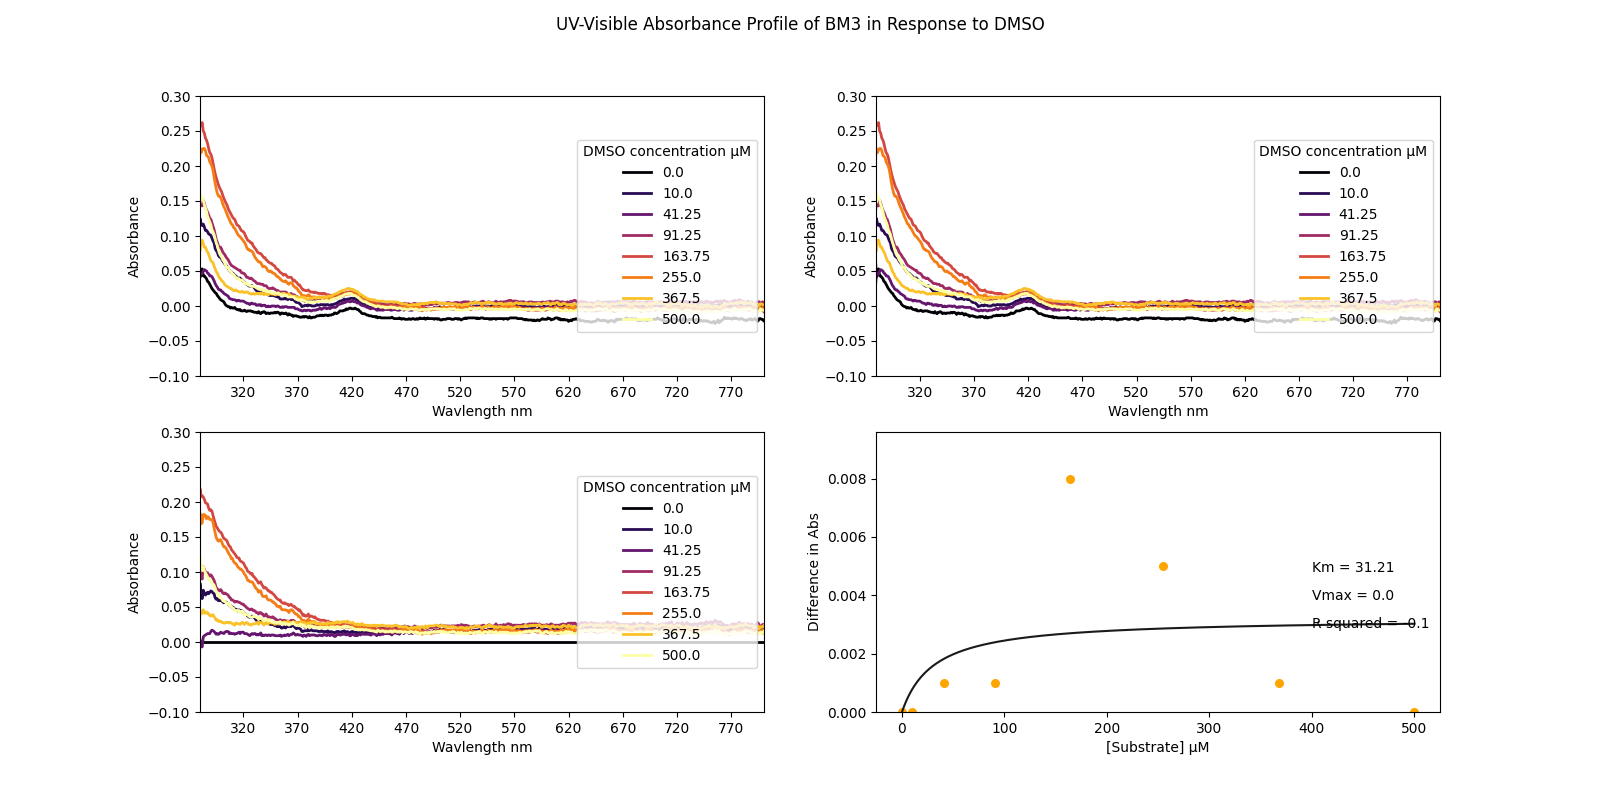 UV-Visible Absorbance Profile of BM3 in Response to DMSO
0.30
0.25
0.20
0.15
0.10
0.05
0.00
−0.05
−0.10
Absorbance
320 370 420 470 520 570 620 670 720 770
Wavlength nm
DMSO concentration μM
0.0
10.0
41.25
91.25
163.75
255.0
367.5
500.0
0.30
0.25
0.20
0.15
0.10
0.05
0.00
−0.05
−0.10
Absorbance
320 370 420 470 520 570 620 670 720 770
Wavlength nm
DMSO concentration μM
0.0
10.0
41.25
91.25
163.75
255.0
367.5
500.0
0.30
0.25
0.20
0.15
0.10
0.05
0.00
−0.05
−0.10
Absorbance
320 370 420 470 520 570 620 670 720 770
Wavlength nm
DMSO concentration μM
0.0
10.0
41.25
91.25
163.75
255.0
367.5
500.0
0.008
0.006
0.004
0.002
0.000
Difference in Abs
0 100 200 300 400 500
[Substrate] μM
Km = 31.21
Vmax = 0.0
R squared = -0.1